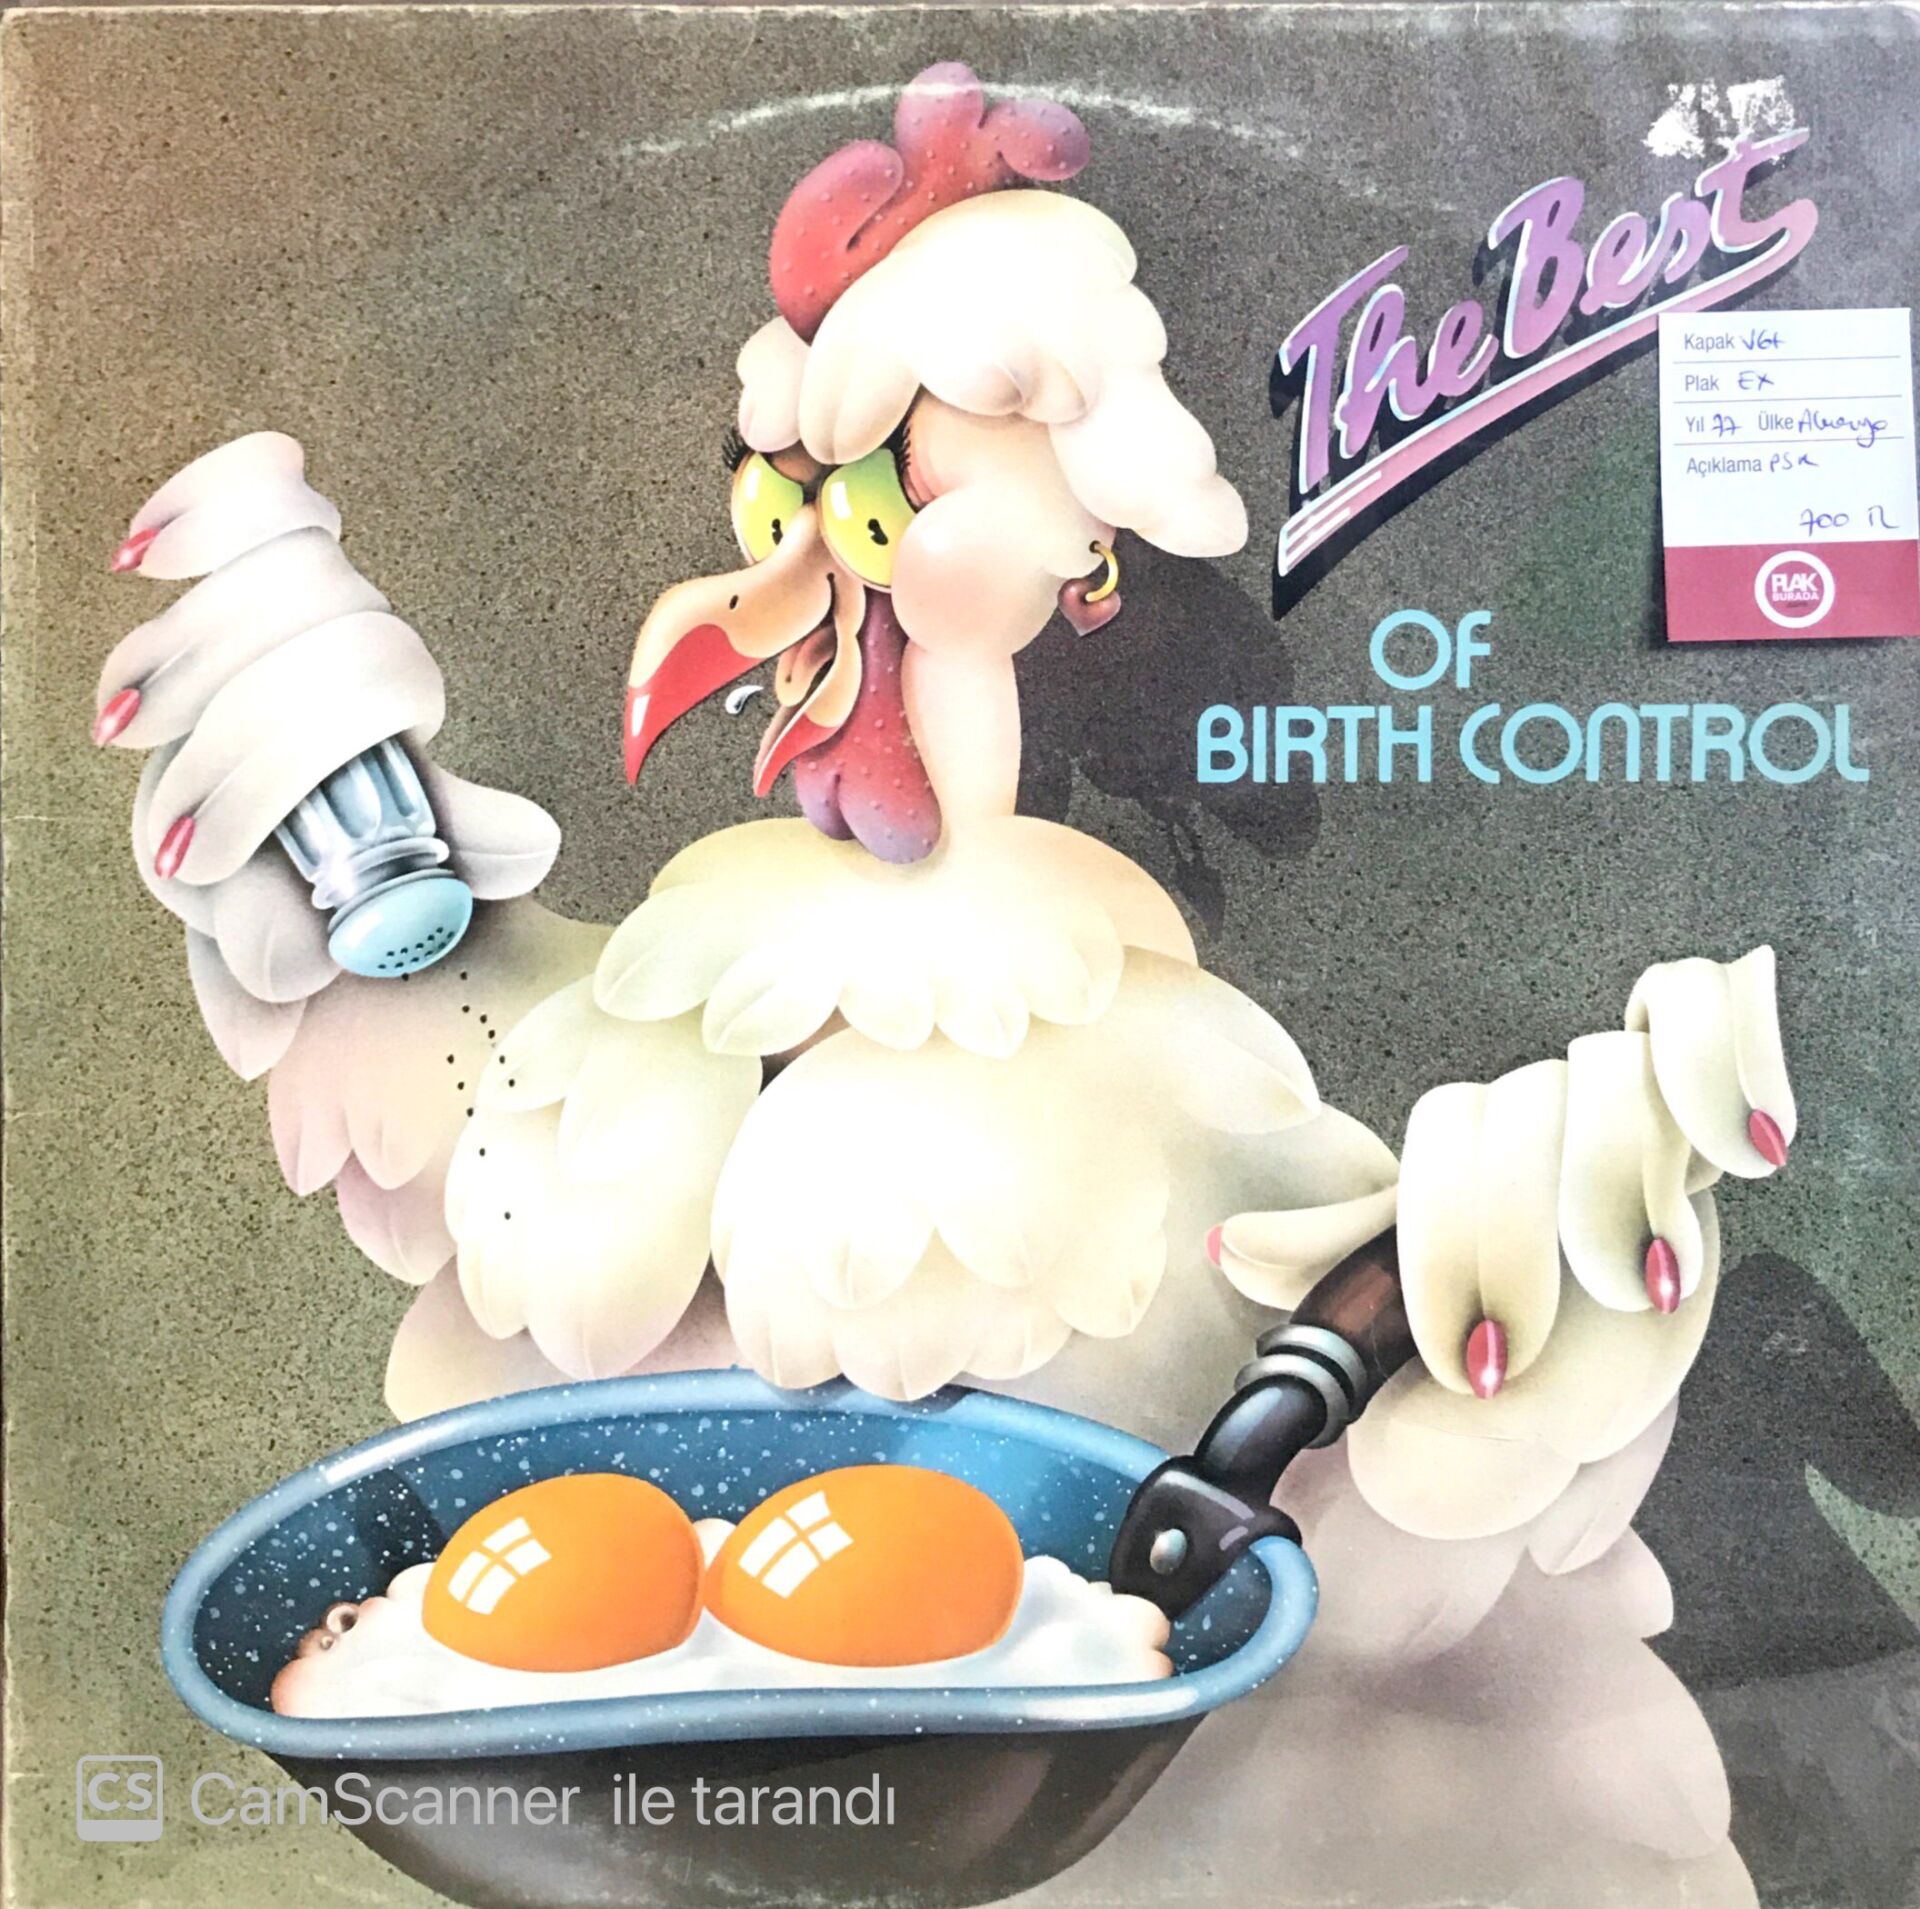 The Best
OF
BIRTH CONTROL
Kapak VG+
Plak EX
Yıl 77 Ülke Almanya
Açıklama PSR
700 TL
PLAK
BURADA
CS CamScanner ile tarandı